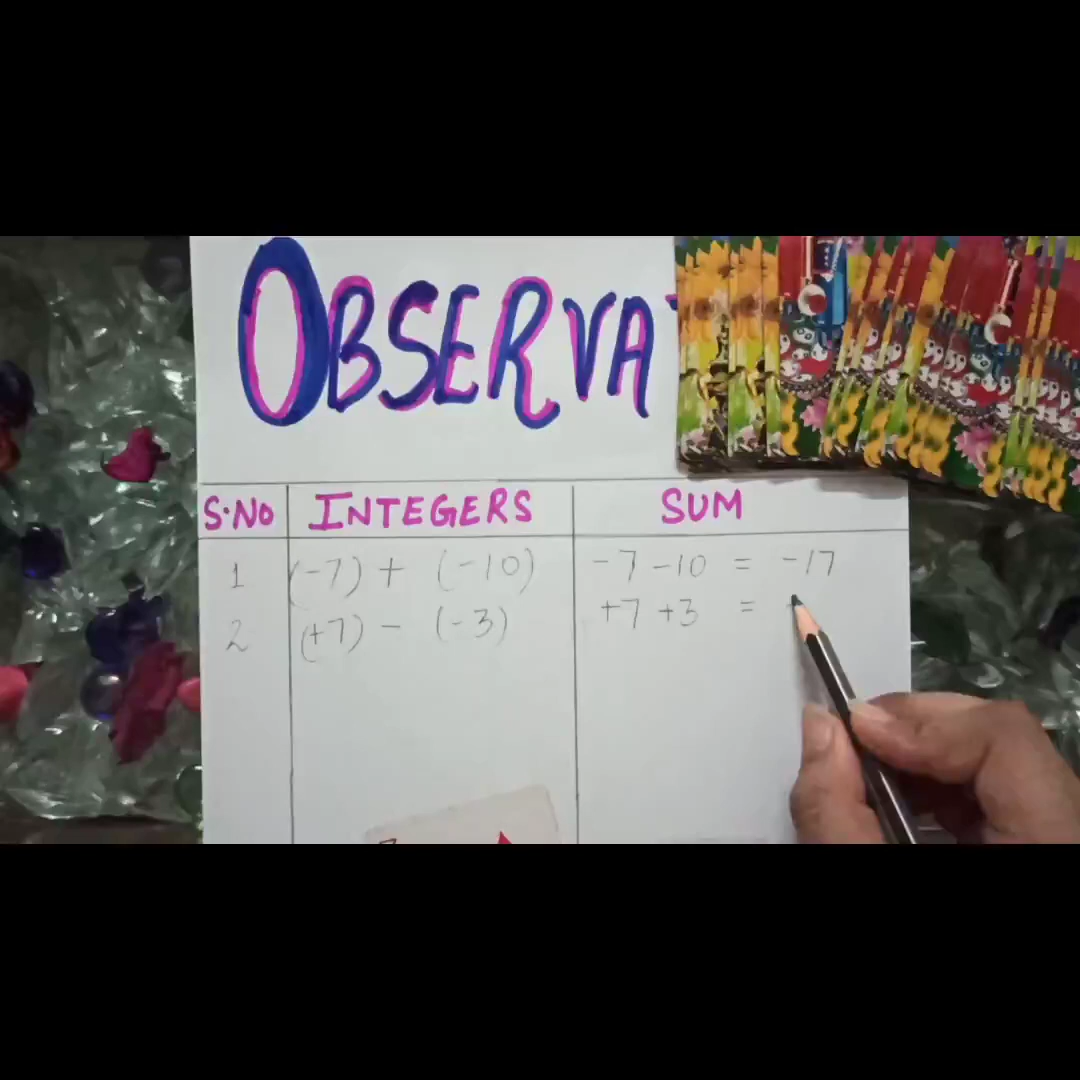 OBSERVA
S.NO INTEGERS SUM
1 (-7) + (-10) -7 -10 = -17
2 (+7) - (-3) +7 +3 =